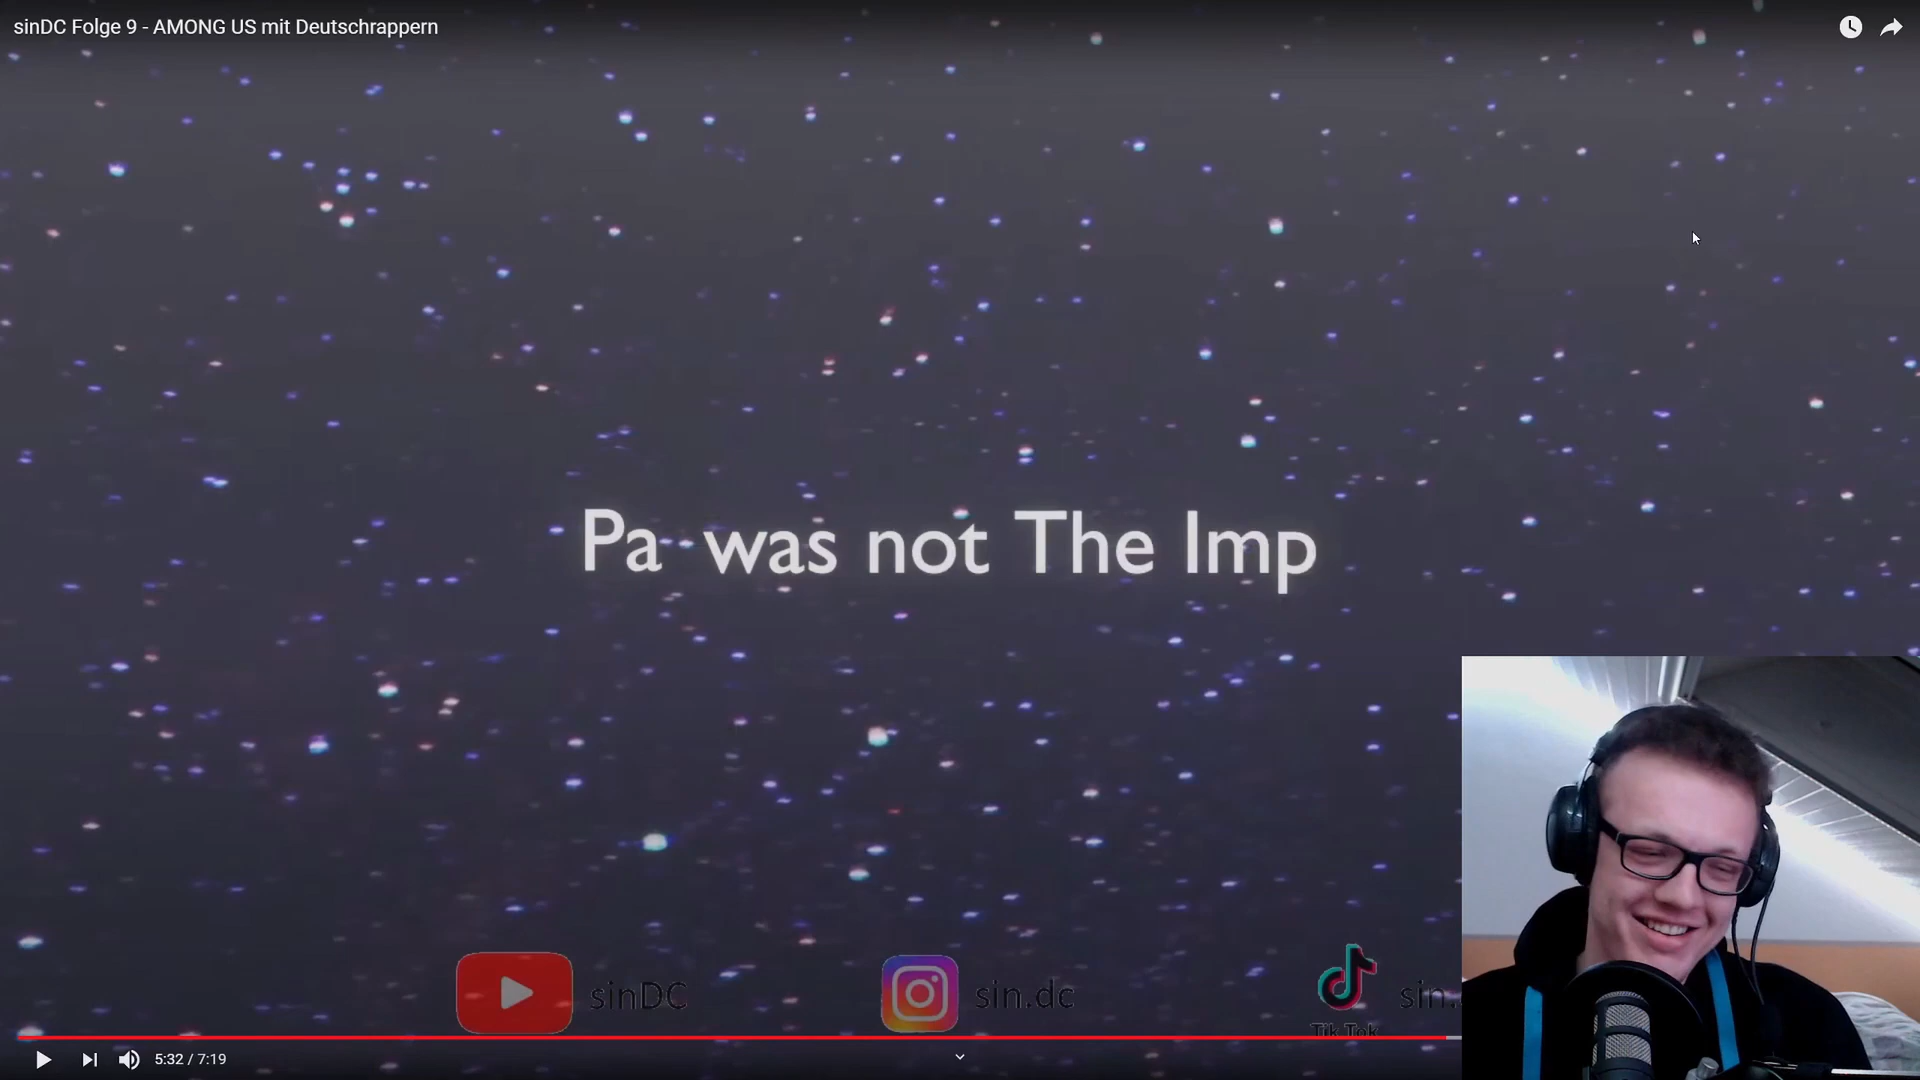 sinDC Folge 9 - AMONG US mit Deutschrappern
Pa was not The Imp
sinDC
sin.dc
Tik Tok
sin.
5:32 / 7:19